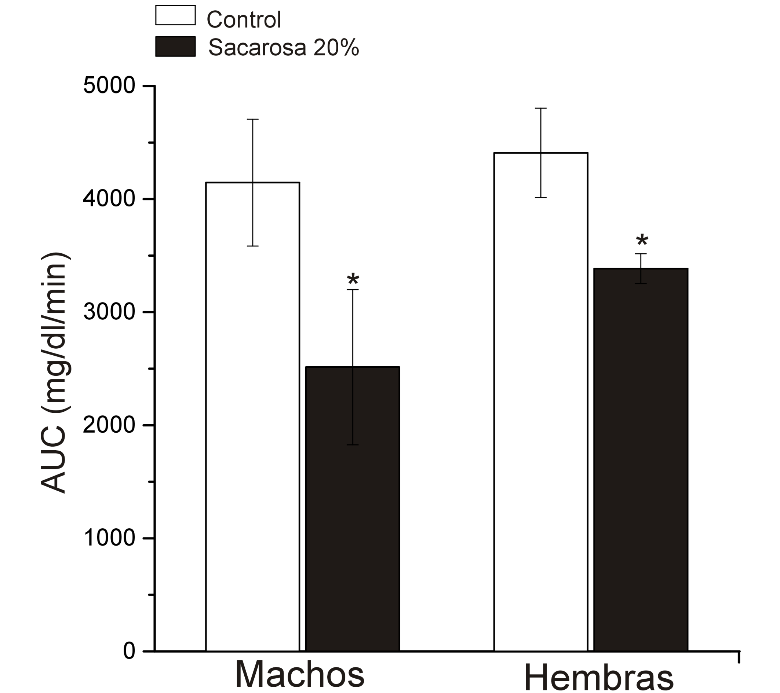 Control
Sacarosa 20%
5000
4000
3000
2000
1000
0
AUC (mg/dl/min)
*
*
Machos
Hembras